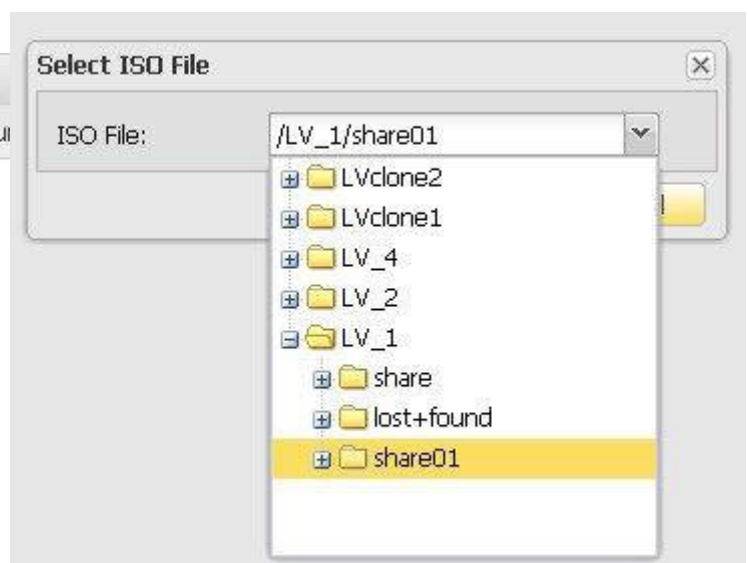 Select ISO File
ISO File:
/LV_1/share01
LVclone2
LVclone1
LV_4
LV_2
LV_1
share
lost+found
share01